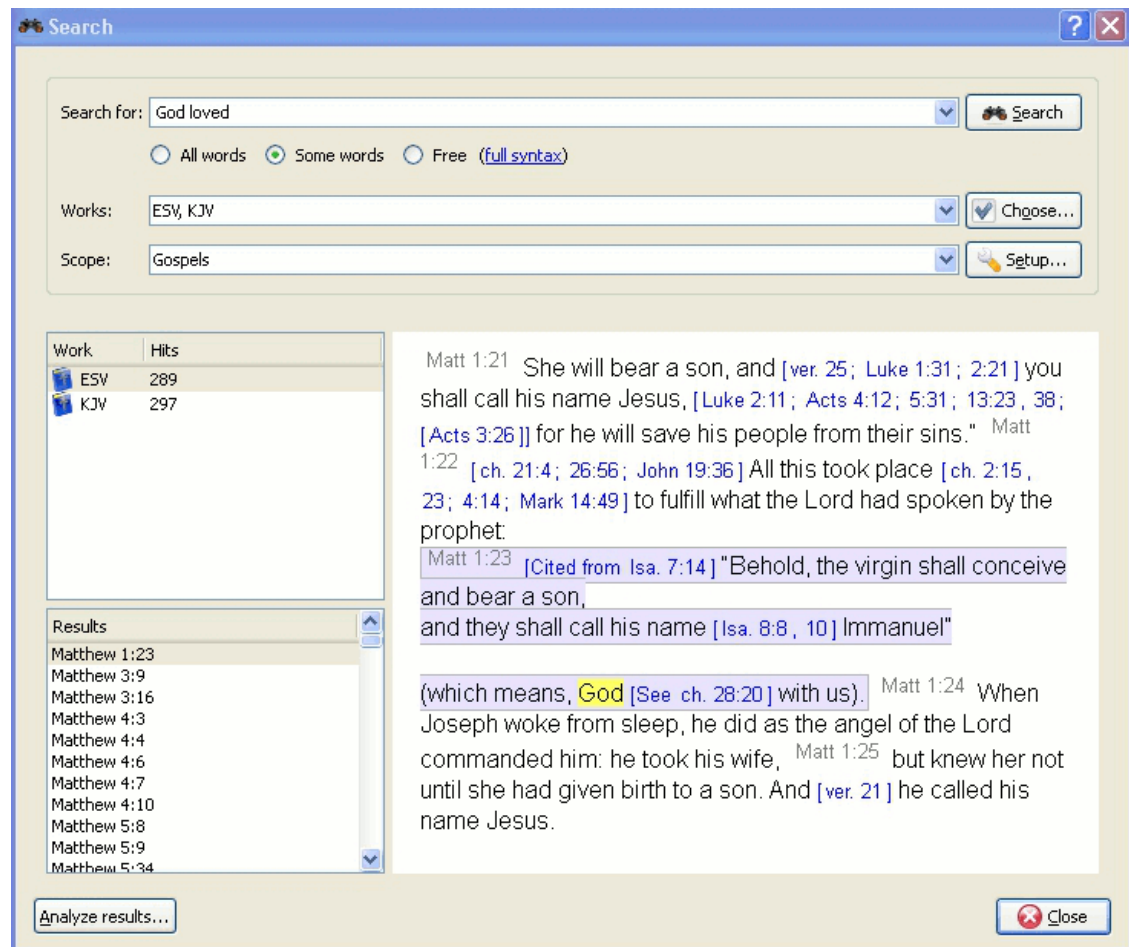 Search
Search for: God loved Search
All words Some words Free (full syntax)
Works: ESV, KJV Choose...
Scope: Gospels Setup...
Work Hits
ESV 289
KJV 297
Results
Matthew 1:23
Matthew 3:9
Matthew 3:16
Matthew 4:3
Matthew 4:4
Matthew 4:6
Matthew 4:7
Matthew 4:10
Matthew 5:8
Matthew 5:9
Matthew 5:34
Matt 1:21 She will bear a son, and [ver. 25; Luke 1:31; 2:21] you
shall call his name Jesus, [Luke 2:11; Acts 4:12; 5:31; 13:23, 38;
[Acts 3:26]] for he will save his people from their sins." Matt
1:22 [ch. 21:4; 26:56; John 19:36] All this took place [ch. 2:15,
23; 4:14; Mark 14:49] to fulfill what the Lord had spoken by the
prophet:
Matt 1:23 [Cited from Isa. 7:14] "Behold, the virgin shall conceive
and bear a son,
and they shall call his name [Isa. 8:8, 10] Immanuel"
(which means, God [See ch. 28:20] with us). Matt 1:24 When
Joseph woke from sleep, he did as the angel of the Lord
commanded him: he took his wife, Matt 1:25 but knew her not
until she had given birth to a son. And [ver. 21] he called his
name Jesus.
Analyze results... Close